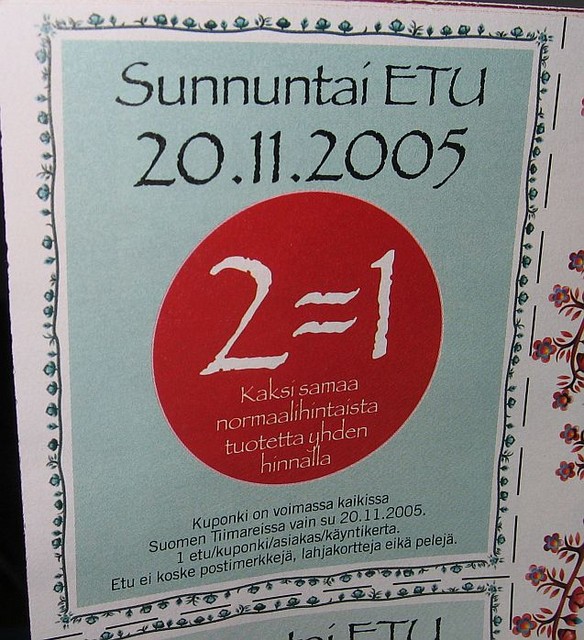 Sunnuntai ETU
20.11.2005
2=1
Kaksi samaa
normaalihintaista
tuotetta yhden
hinnalla
Kuponki on voimassa kaikissa
Suomen Tiimareissa vain su 20.11.2005.
1 etu/kuponki/asiakas/käyntikerta.
Etu ei koske postimerkkejä, lahjakortteja eikä pelejä.
ETU